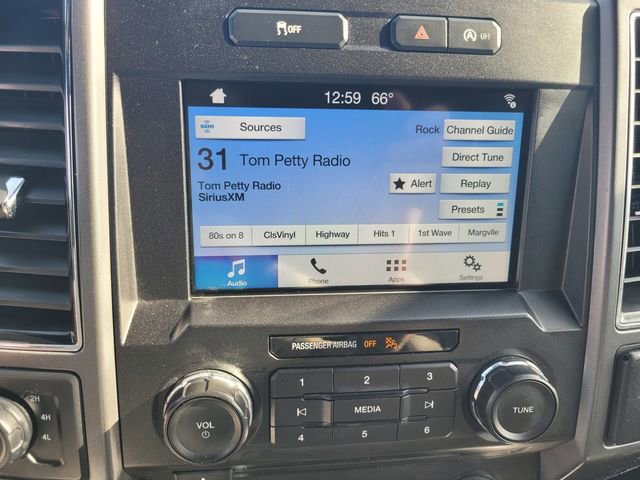 OFF
OFF
12:59 66°
sxm Sources
Rock Channel Guide
31 Tom Petty Radio
Direct Tune
Tom Petty Radio
SiriusXM
Alert
Replay
Presets
80s on 8 ClsVinyl Highway Hits 1 1st Wave Margvlle
Audio Phone Apps Settings
PASSENGER AIRBAG OFF
1 2 3
MEDIA
4 5 6
VOL
TUNE
2H
4H
4L